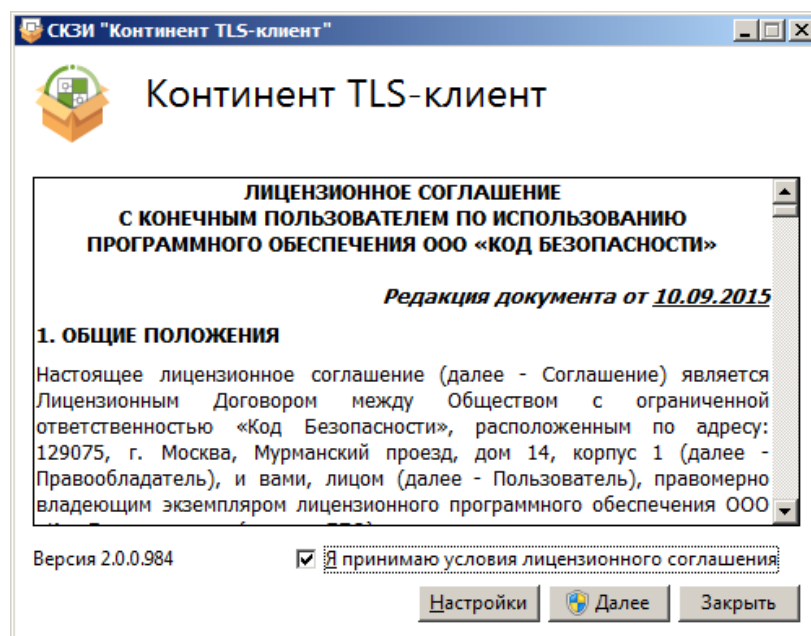 СКЗИ "Континент TLS-клиент"
Континент TLS-клиент
ЛИЦЕНЗИОННОЕ СОГЛАШЕНИЕ
С КОНЕЧНЫМ ПОЛЬЗОВАТЕЛЕМ ПО ИСПОЛЬЗОВАНИЮ
ПРОГРАММНОГО ОБЕСПЕЧЕНИЯ ООО «КОД БЕЗОПАСНОСТИ»
Редакция документа от 10.09.2015
1. ОБЩИЕ ПОЛОЖЕНИЯ
Настоящее лицензионное соглашение (далее - Соглашение) является
Лицензионным Договором между Обществом с ограниченной
ответственностью «Код Безопасности», расположенным по адресу:
129075, г. Москва, Мурманский проезд, дом 14, корпус 1 (далее -
Правообладатель), и вами, лицом (далее - Пользователь), правомерно
владеющим экземпляром лицензионного программного обеспечения ООО
Версия 2.0.0.984
Я принимаю условия лицензионного соглашения
Настройки
Далее
Закрыть